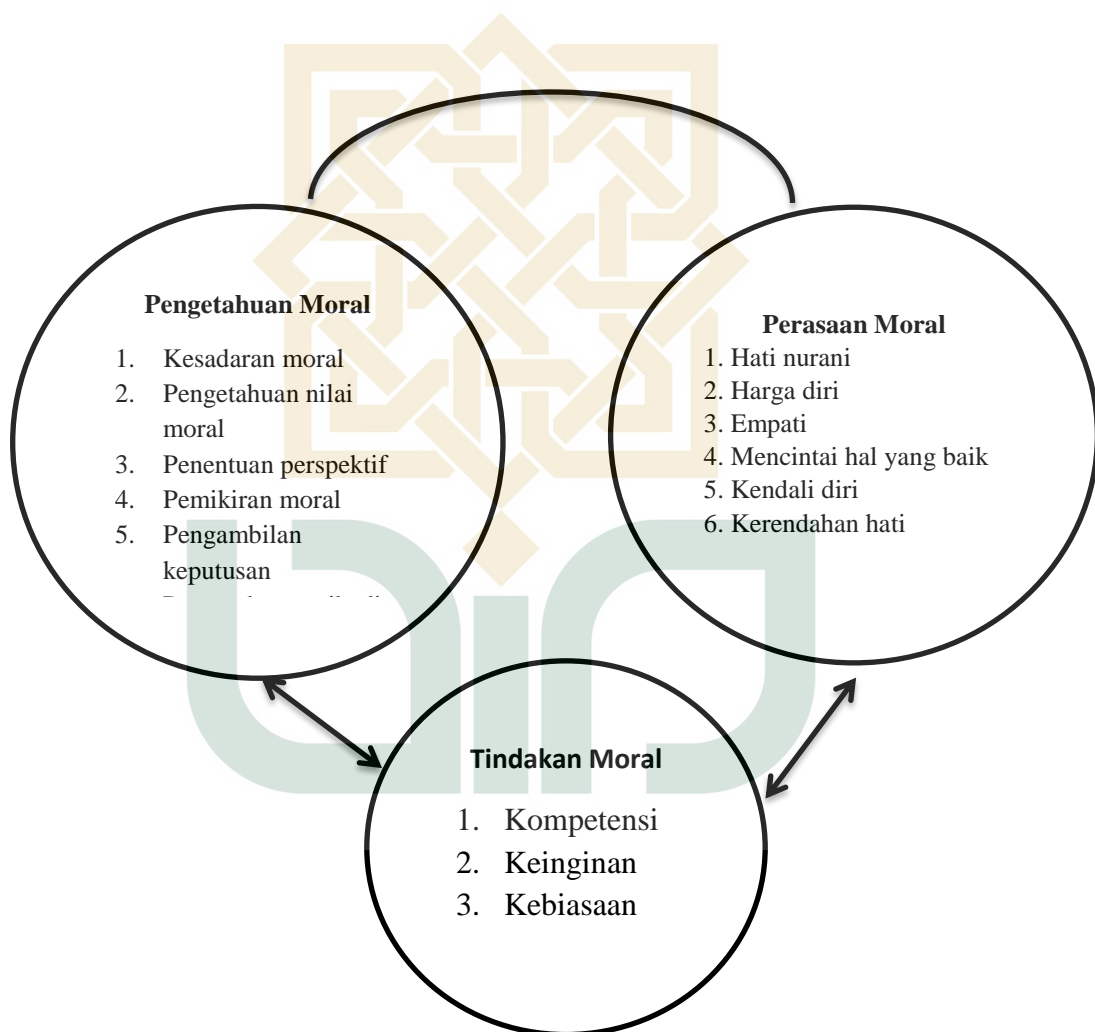 Pengetahuan Moral
1. Kesadaran moral
2. Pengetahuan nilai
moral
3. Penentuan perspektif
4. Pemikiran moral
5. Pengambilan
keputusan
Perasaan Moral
1. Hati nurani
2. Harga diri
3. Empati
4. Mencintai hal yang baik
5. Kendali diri
6. Kerendahan hati
Tindakan Moral
1. Kompetensi
2. Keinginan
3. Kebiasaan